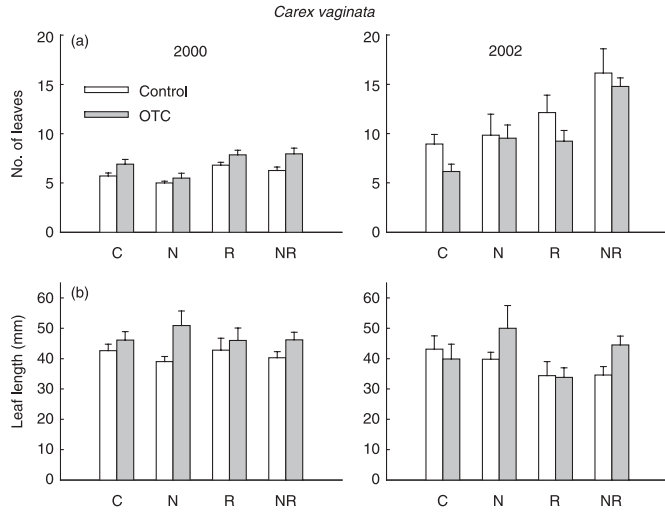 Carex vaginata
(a)
2000
2002
Control
OTC
No. of leaves
20
15
10
5
0
C N R NR
20
15
10
5
0
C N R NR
(b)
Leaf length (mm)
60
50
40
30
20
10
0
C N R NR
60
50
40
30
20
10
0
C N R NR